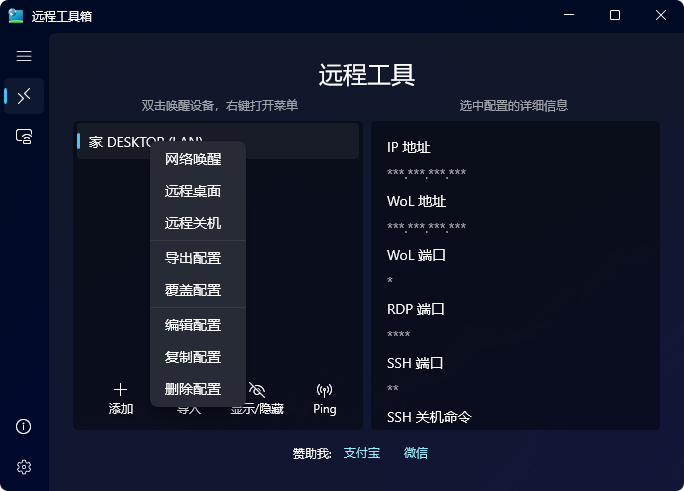 远程工具箱
远程工具
双击唤醒设备，右键打开菜单
选中配置的详细信息
家 DESKTOP (LAN)
网络唤醒
远程桌面
远程关机
导出配置
覆盖配置
编辑配置
复制配置
删除配置
添加
导入
显示/隐藏
Ping
IP 地址
***.***.***.***
WoL 地址
***.***.***.***
WoL 端口
*
RDP 端口
****
SSH 端口
**
SSH 关机命令
赞助我: 支付宝 微信